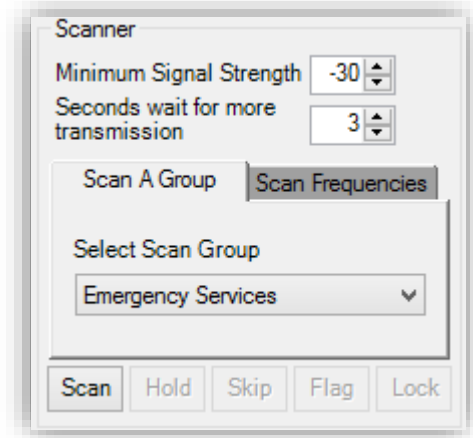 Scanner
Minimum Signal Strength -30
Seconds wait for more
transmission 3
Scan A Group Scan Frequencies
Select Scan Group
Emergency Services
Scan Hold Skip Flag Lock